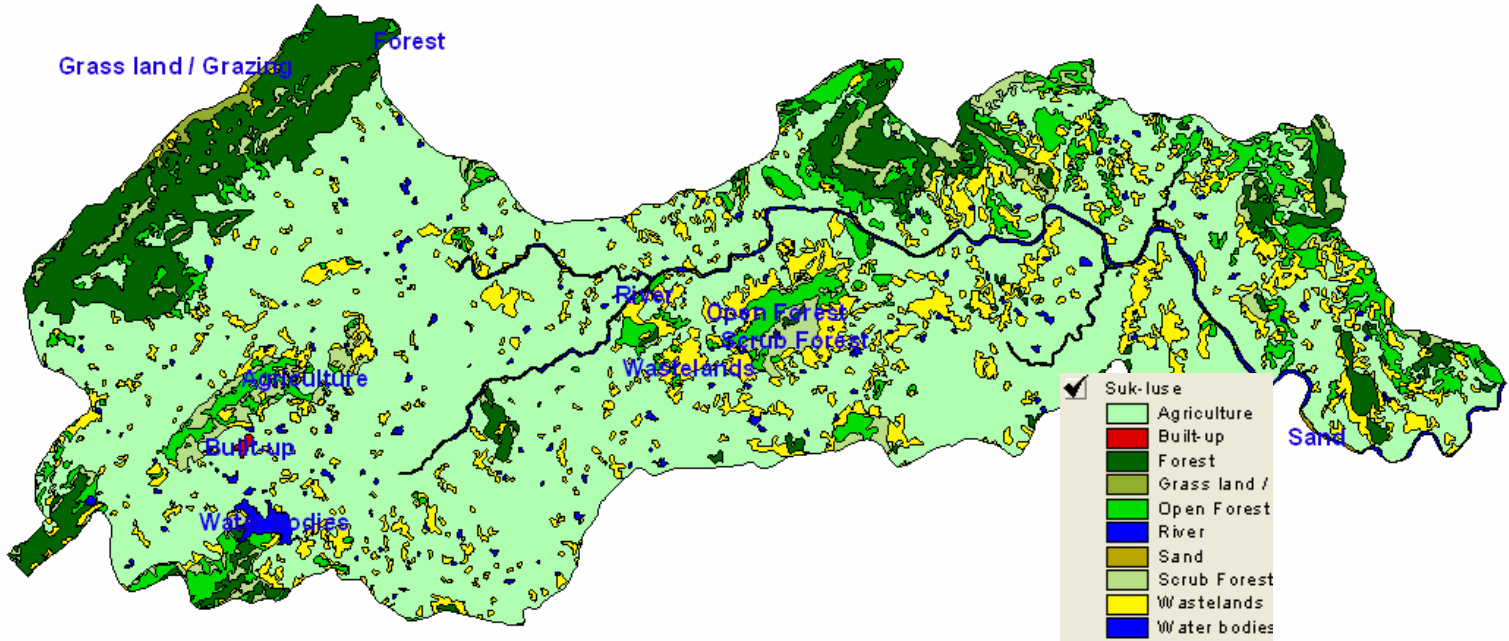 Forest
Grass land / Grazing
River
Open Forest
Scrub Forest
Wastelands
Agriculture
Built-up
Water bodies
Sand
Suk-luse
Agriculture
Built-up
Forest
Grass land /
Open Forest
River
Sand
Scrub Forest
Wastelands
Water bodies